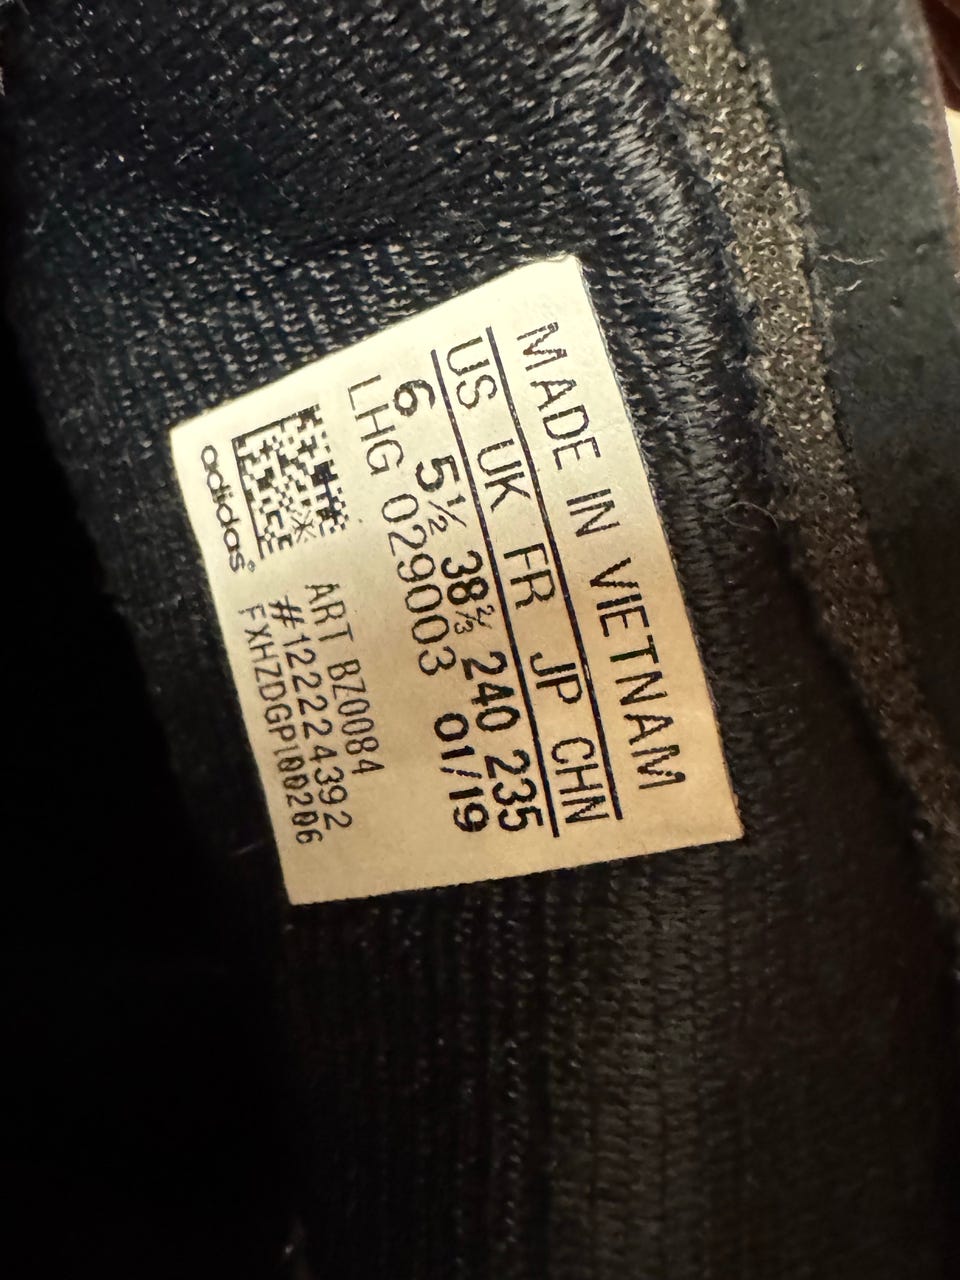 MADE IN VIETNAM
US UK FR JP CHN
6 5½ 38⅔ 240 235
LHG 029003 01/19
ART BZ0084
#122224392
FXHZDGP100206
adidas